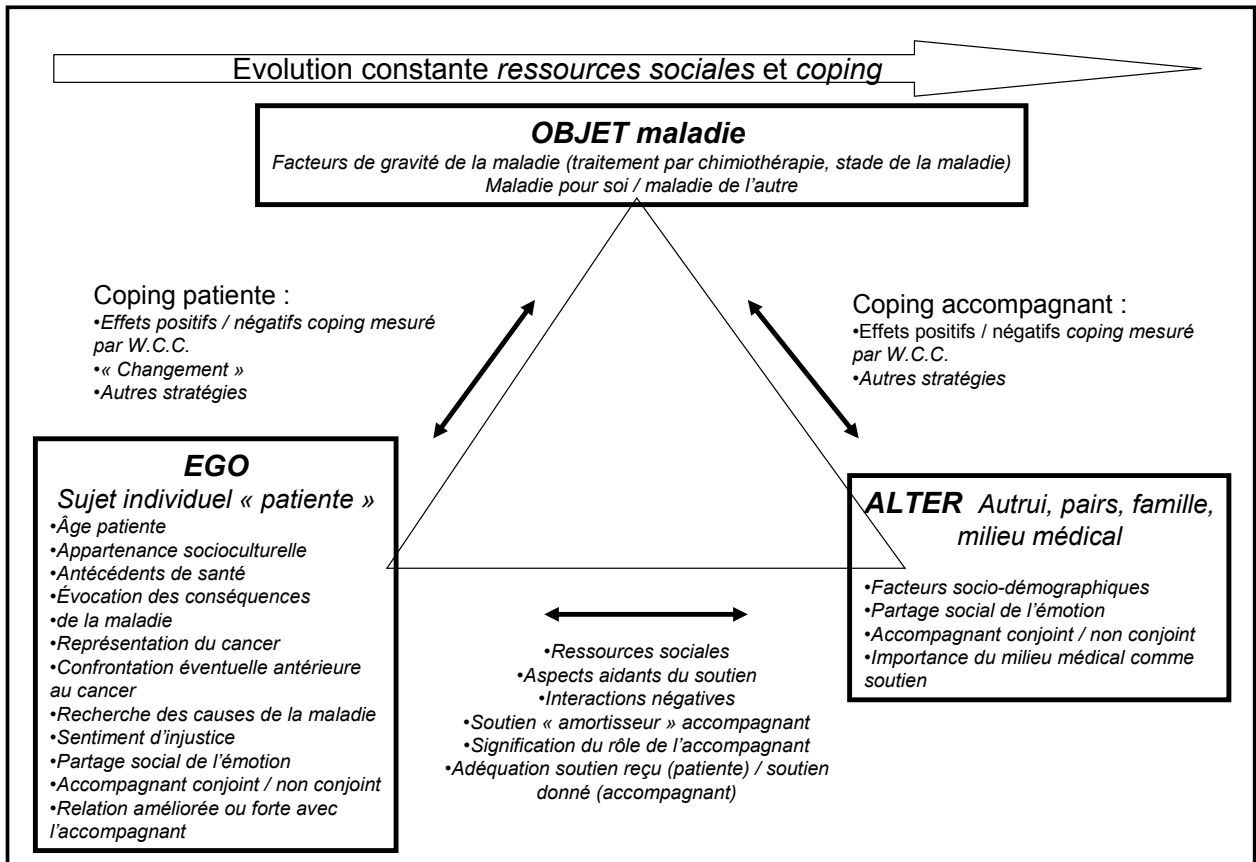 Evolution constante ressources sociales et coping
OBJET maladie
Facteurs de gravité de la maladie (traitement par chimiothérapie, stade de la maladie)
Maladie pour soi / maladie de l'autre
Coping patiente :
•Effets positifs / négatifs coping mesuré
par W.C.C.
•« Changement »
•Autres stratégies
Coping accompagnant :
•Effets positifs / négatifs coping mesuré
par W.C.C.
•Autres stratégies
EGO
Sujet individuel « patiente »
•Âge patiente
•Appartenance socioculturelle
•Antécédents de santé
•Évocation des conséquences
•de la maladie
•Représentation du cancer
•Confrontation éventuelle antérieure
au cancer
•Recherche des causes de la maladie
•Sentiment d'injustice
•Partage social de l'émotion
•Accompagnant conjoint / non conjoint
•Relation améliorée ou forte avec
l'accompagnant
•Ressources sociales
•Aspects aidants du soutien
•Interactions négatives
•Soutien « amortisseur » accompagnant
•Signification du rôle de l'accompagnant
•Adéquation soutien reçu (patiente) / soutien
donné (accompagnant)
ALTER Autrui, pairs, famille,
milieu médical
•Facteurs socio-démographiques
•Partage social de l'émotion
•Accompagnant conjoint / non conjoint
•Importance du milieu médical comme
soutien